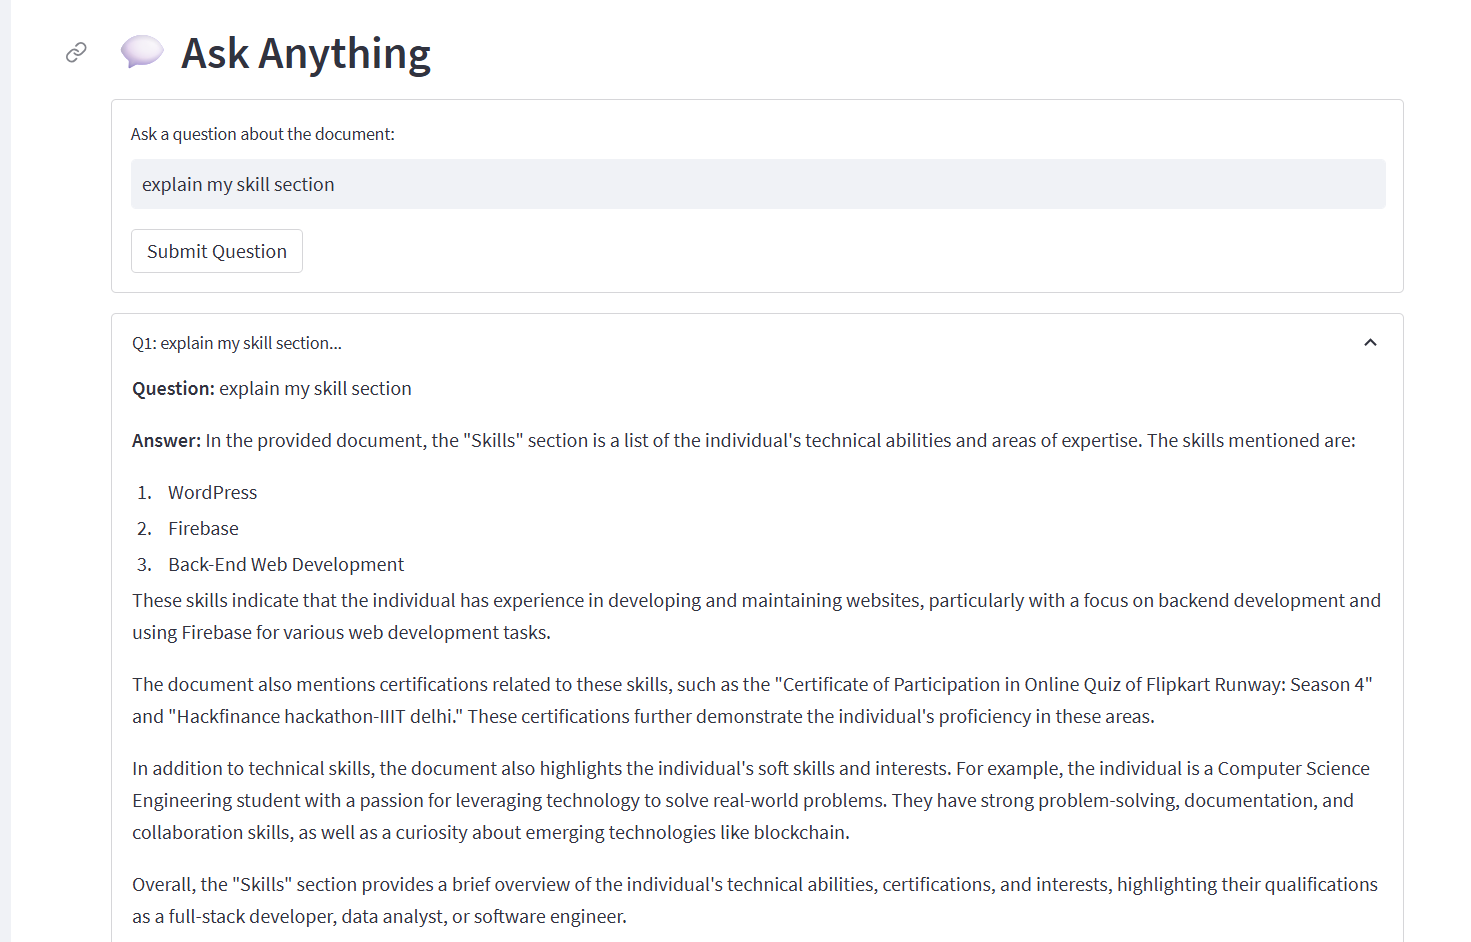 Ask Anything
Ask a question about the document:
explain my skill section
Submit Question
Q1: explain my skill section...
Question: explain my skill section
Answer: In the provided document, the "Skills" section is a list of the individual's technical abilities and areas of expertise. The skills mentioned are:
1. WordPress
2. Firebase
3. Back-End Web Development
These skills indicate that the individual has experience in developing and maintaining websites, particularly with a focus on backend development and
using Firebase for various web development tasks.
The document also mentions certifications related to these skills, such as the "Certificate of Participation in Online Quiz of Flipkart Runway: Season 4"
and "Hackfinance hackathon-IIIT delhi." These certifications further demonstrate the individual's proficiency in these areas.
In addition to technical skills, the document also highlights the individual's soft skills and interests. For example, the individual is a Computer Science
Engineering student with a passion for leveraging technology to solve real-world problems. They have strong problem-solving, documentation, and
collaboration skills, as well as a curiosity about emerging technologies like blockchain.
Overall, the "Skills" section provides a brief overview of the individual's technical abilities, certifications, and interests, highlighting their qualifications
as a full-stack developer, data analyst, or software engineer.